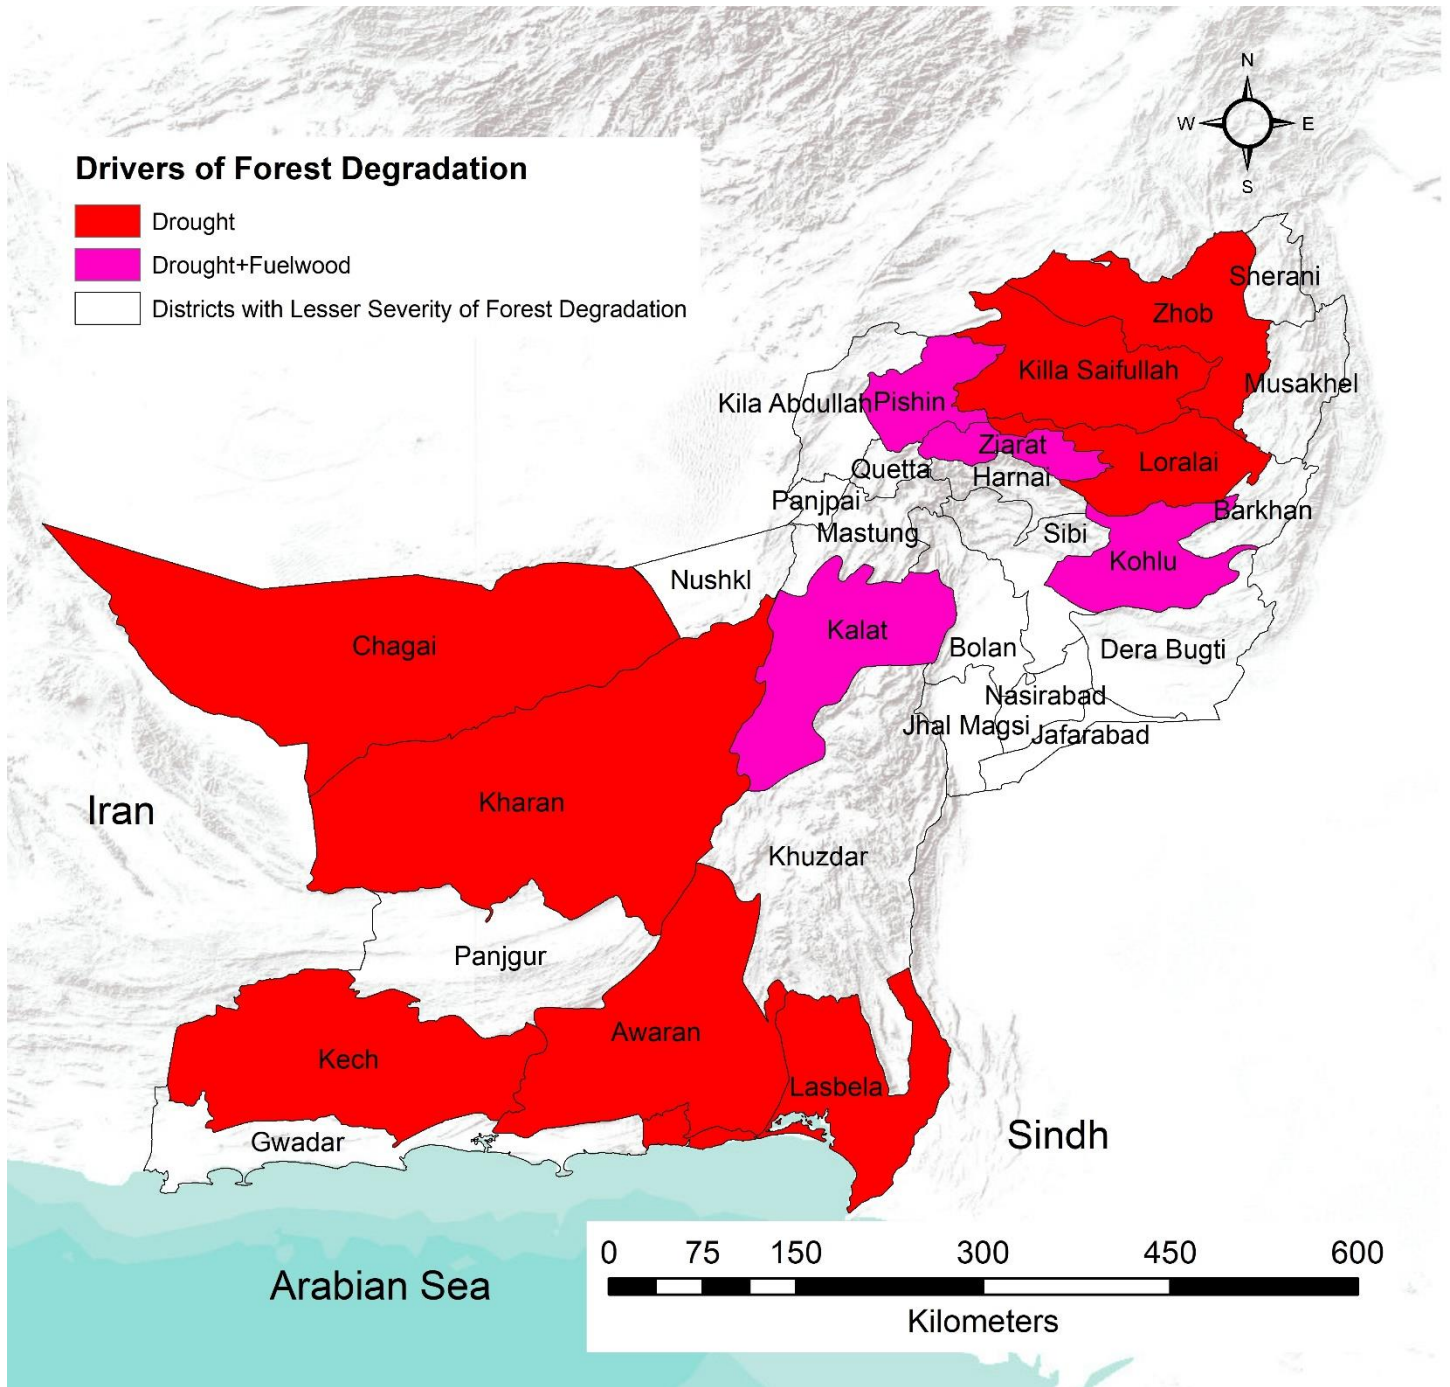 N
W E
S
Drivers of Forest Degradation
Drought
Drought+Fuelwood
Districts with Lesser Severity of Forest Degradation
Sherani
Zhob
Killa Saifullah
Musakhel
Kila Abdullah
Pishin
Ziarat
Loralai
Quetta
Harnai
Panjpai
Barkhan
Mastung
Sibi
Kohlu
Nushkl
Kalat
Chagai
Bolan
Dera Bugti
Nasirabad
Jhal Magsi
Jafarabad
Iran
Kharan
Khuzdar
Panjgur
Awaran
Kech
Lasbela
Gwadar
Sindh
Arabian Sea
0 75 150 300 450 600
Kilometers